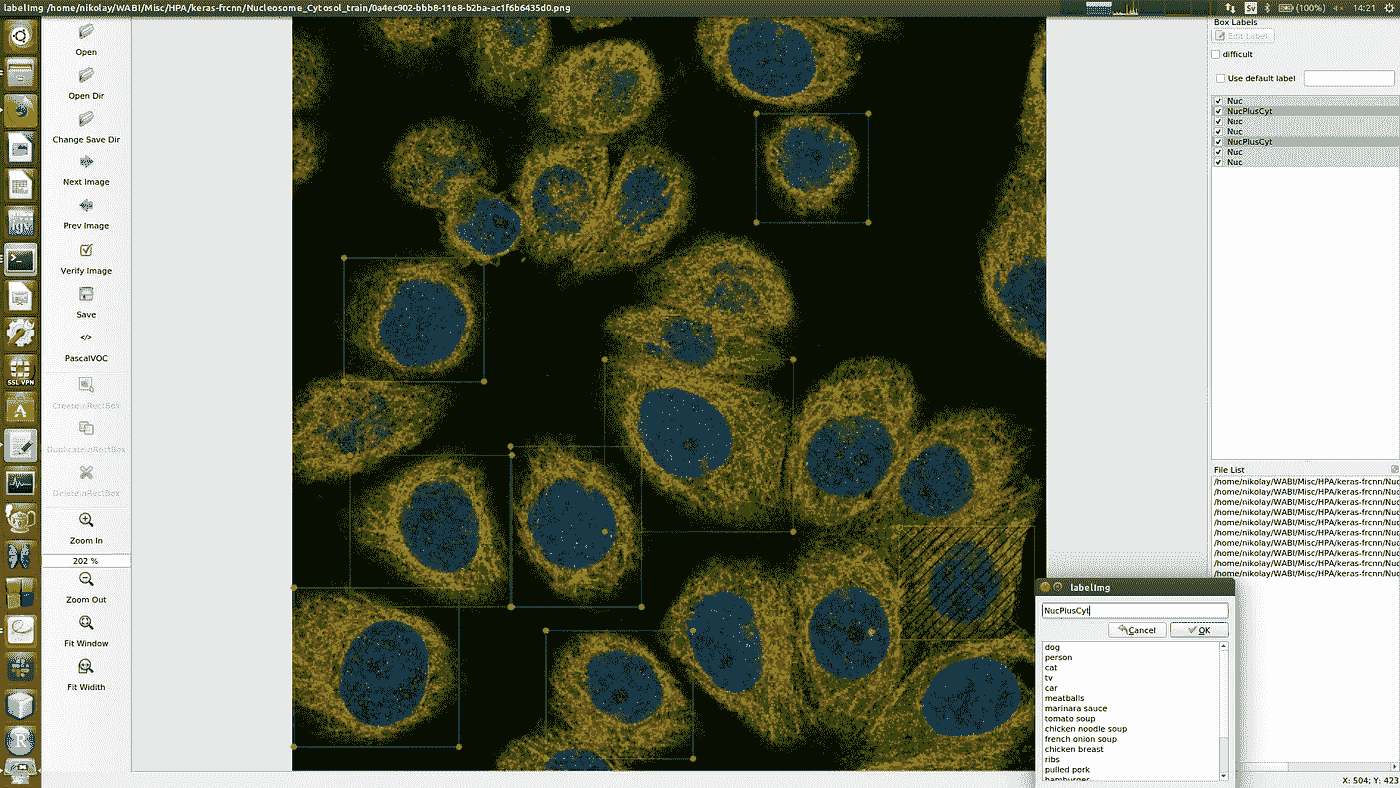 labelImg /home/nikolay/WABI/Misc/HPA/keras-frcnn/Nucleosome_Cytosol_train/0a4ec902-bbb8-11e8-b2ba-ac1f6b6435d0.png
Sv
(100%)
14:21
Open
Open Dir
Change Save Dir
Next Image
Prev Image
Verify Image
Save
</>
PascalVOC
Create\nRectBox
Duplicate\nRectBox
Delete\nRectBox
Zoom In
202 %
Zoom Out
Fit Window
Fit Width
SSL VPN
A
R
Box Labels
Edit Label
difficult
Use default label
Nuc
NucPlusCyt
Nuc
Nuc
NucPlusCyt
Nuc
Nuc
File List
/home/nikolay/WABI/Misc/HPA/keras-frcnn/Nuc
/home/nikolay/WABI/Misc/HPA/keras-frcnn/Nuc
/home/nikolay/WABI/Misc/HPA/keras-frcnn/Nuc
/home/nikolay/WABI/Misc/HPA/keras-frcnn/Nuc
/home/nikolay/WABI/Misc/HPA/keras-frcnn/Nuc
/home/nikolay/WABI/Misc/HPA/keras-frcnn/Nuc
/home/nikolay/WABI/Misc/HPA/keras-frcnn/Nuc
/home/nikolay/WABI/Misc/HPA/keras-frcnn/Nuc
/home/nikolay/WABI/Misc/HPA/keras-frcnn/Nuc
/home/nikolay/WABI/Misc/HPA/keras-frcnn/Nuc
labelImg
NucPlusCyt
Cancel
OK
dog
person
cat
tv
car
meatballs
marinara sauce
tomato soup
chicken noodle soup
french onion soup
chicken breast
ribs
pulled pork
hamburger
X: 504; Y: 423